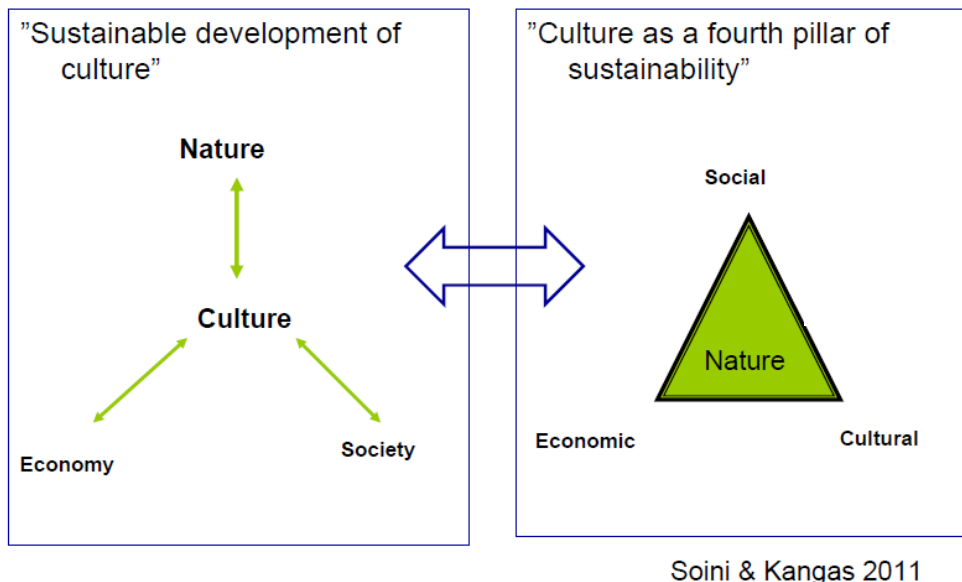 ”Sustainable development of
culture”
Nature
Culture
Economy
Society
”Culture as a fourth pillar of
sustainability”
Social
Nature
Economic
Cultural
Soini & Kangas 2011